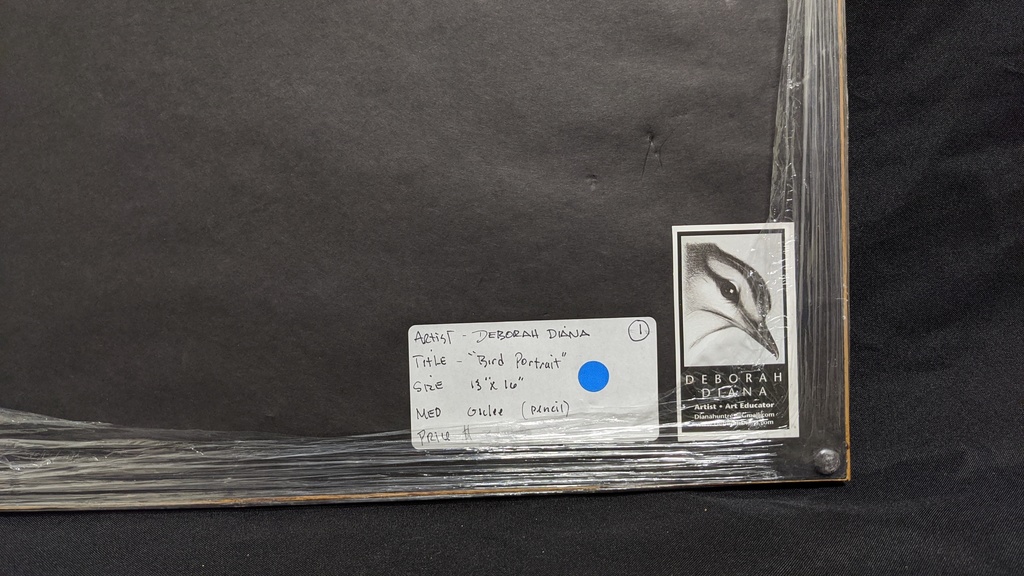 Artist - DEBORAH DIANA
1
TITLE - "Bird Portrait"
SIZE 13" x 16"
MED Giclee (pencil)
PRICE #
DEBORAH
DIANA
Artist • Art Educator